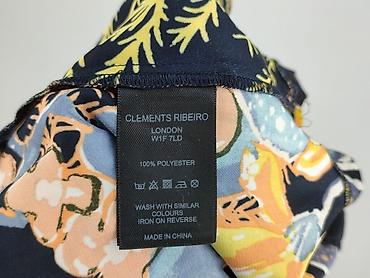 CLEMENTS RIBEIRO
LONDON
W1F 7LD
100% POLYESTER
WASH WITH SIMILAR
COLOURS
IRON ON REVERSE
MADE IN CHINA